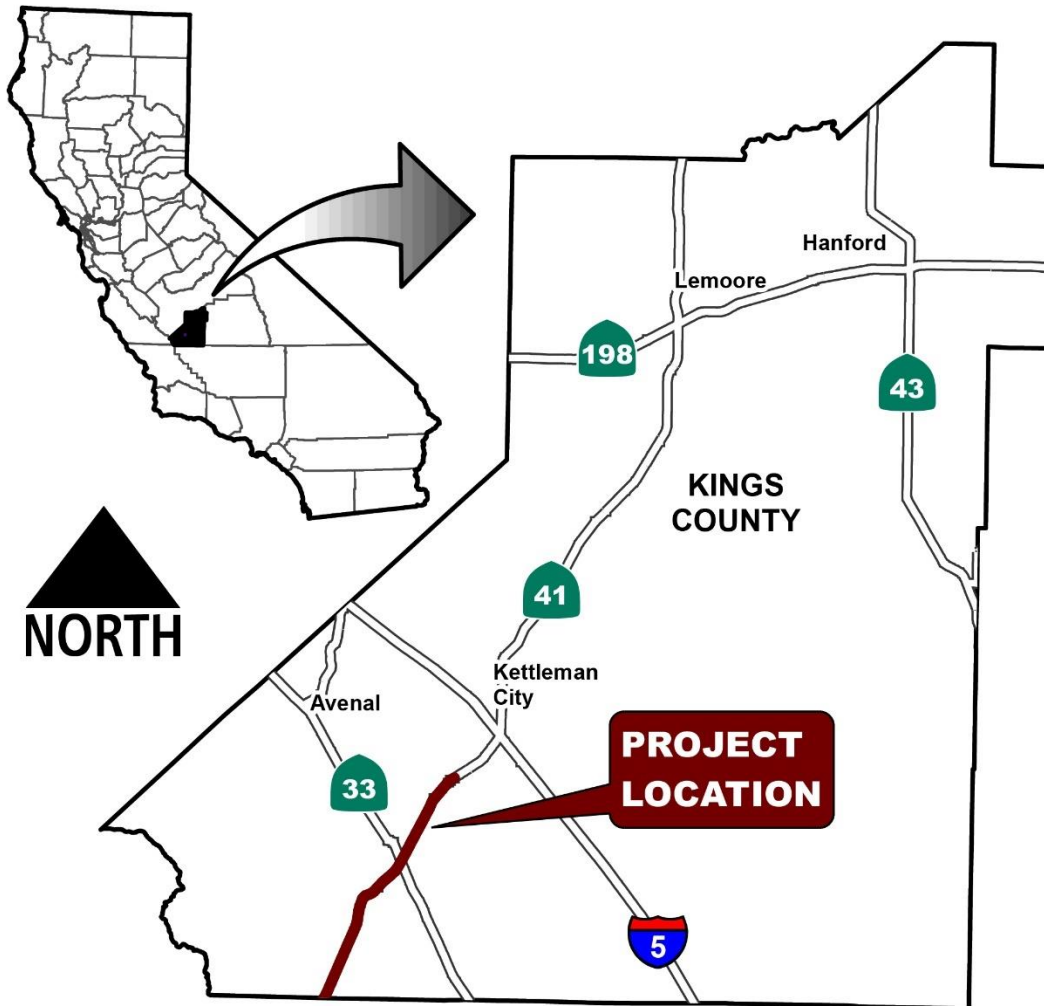 Hanford
Lemoore
198
43
KINGS
COUNTY
41
NORTH
Kettleman
City
Avenal
PROJECT
LOCATION
33
5